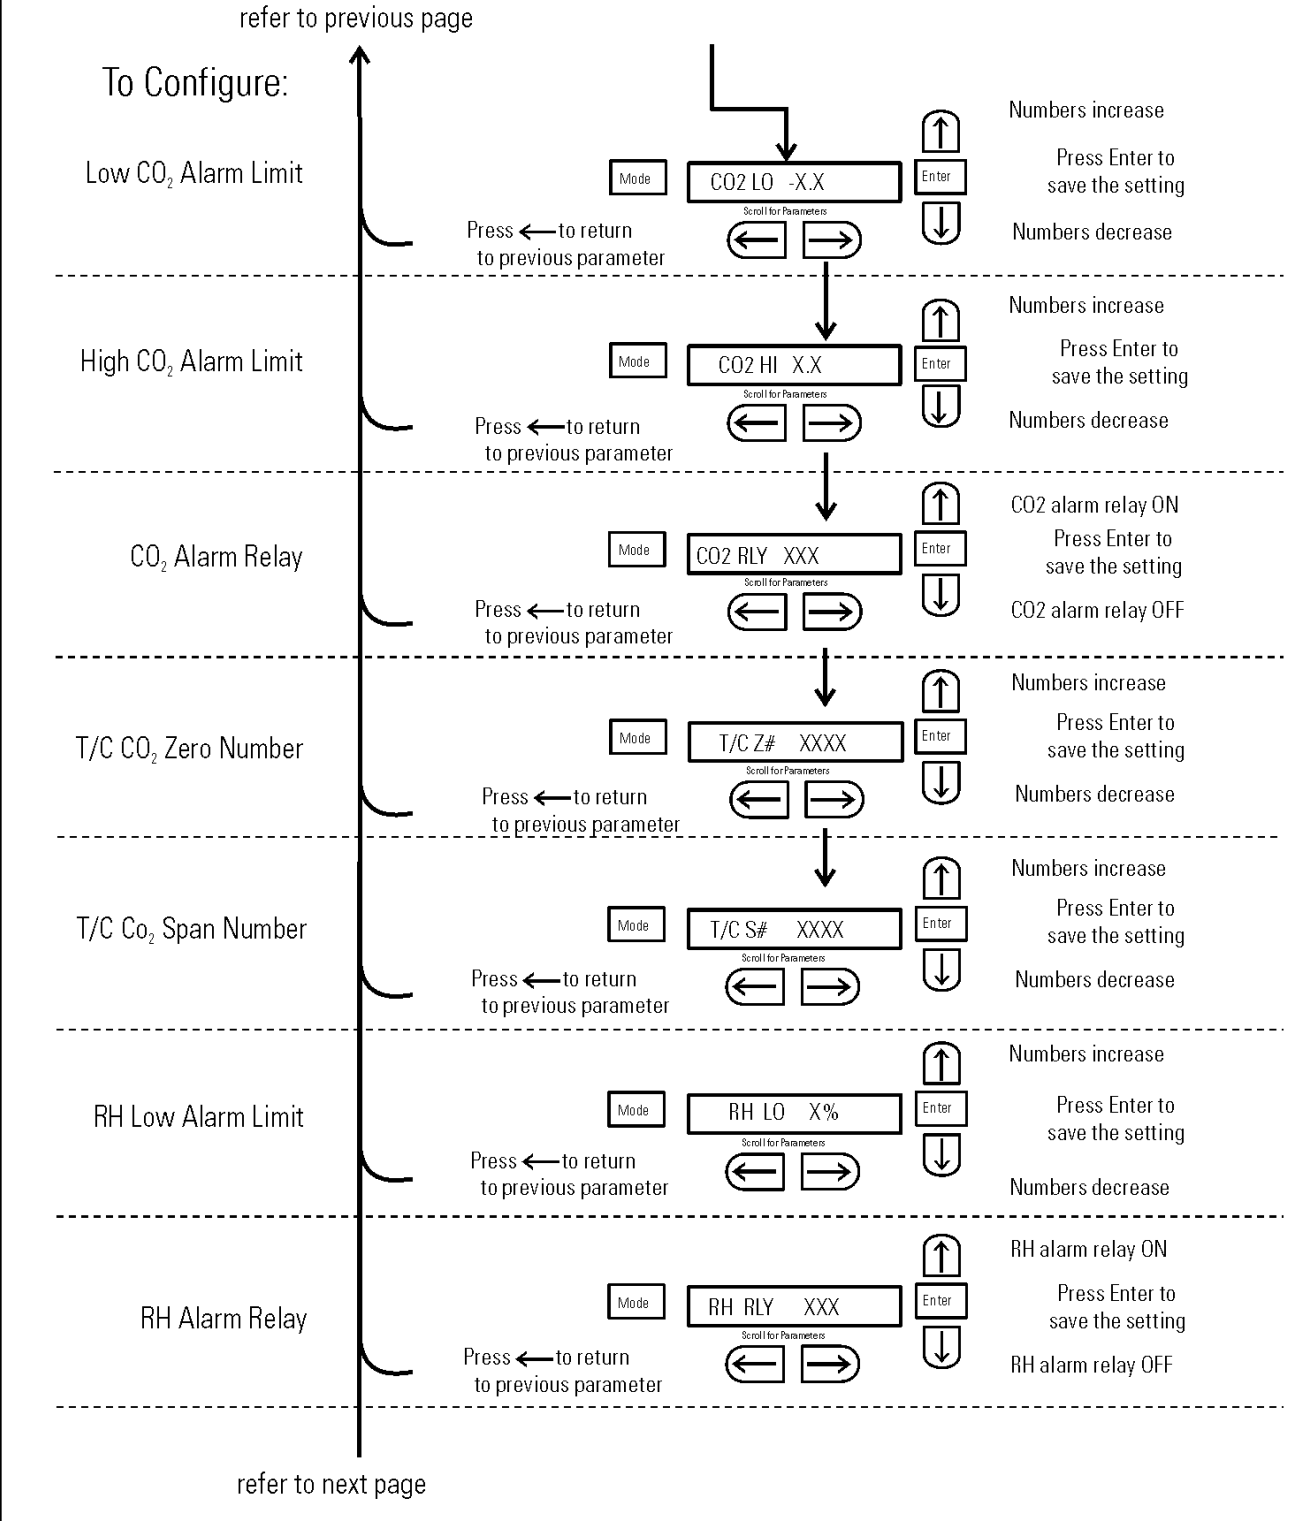 refer to previous page
To Configure:
Numbers increase
Low CO₂ Alarm Limit
Mode
CO2 LO -X.X
Enter
Press Enter to
save the setting
Scroll for Parameters
Press ← to return
to previous parameter
← →
Numbers decrease
Numbers increase
High CO₂ Alarm Limit
Mode
CO2 HI X.X
Enter
Press Enter to
save the setting
Scroll for Parameters
Press ← to return
to previous parameter
← →
Numbers decrease
CO2 alarm relay ON
CO₂ Alarm Relay
Mode
CO2 RLY XXX
Enter
Press Enter to
save the setting
Scroll for Parameters
Press ← to return
to previous parameter
← →
CO2 alarm relay OFF
Numbers increase
T/C CO₂ Zero Number
Mode
T/C Z# XXXX
Enter
Press Enter to
save the setting
Scroll for Parameters
Press ← to return
to previous parameter
← →
Numbers decrease
Numbers increase
T/C Co₂ Span Number
Mode
T/C S# XXXX
Enter
Press Enter to
save the setting
Scroll for Parameters
Press ← to return
to previous parameter
← →
Numbers decrease
Numbers increase
RH Low Alarm Limit
Mode
RH LO X%
Enter
Press Enter to
save the setting
Scroll for Parameters
Press ← to return
to previous parameter
← →
Numbers decrease
RH alarm relay ON
RH Alarm Relay
Mode
RH RLY XXX
Enter
Press Enter to
save the setting
Scroll for Parameters
Press ← to return
to previous parameter
← →
RH alarm relay OFF
refer to next page